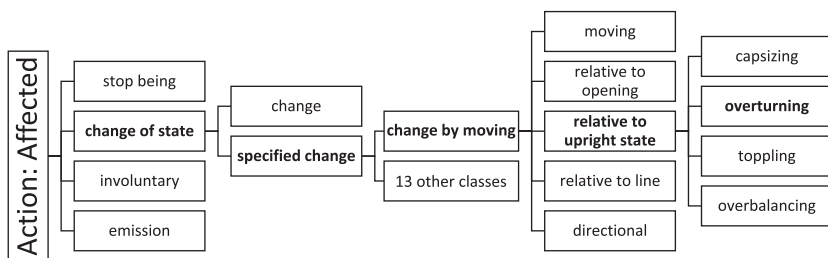 Action: Affected
stop being
change of state
involuntary
emission
change
specified change
change by moving
13 other classes
moving
relative to
opening
relative to
upright state
relative to line
directional
capsizing
overturning
toppling
overbalancing